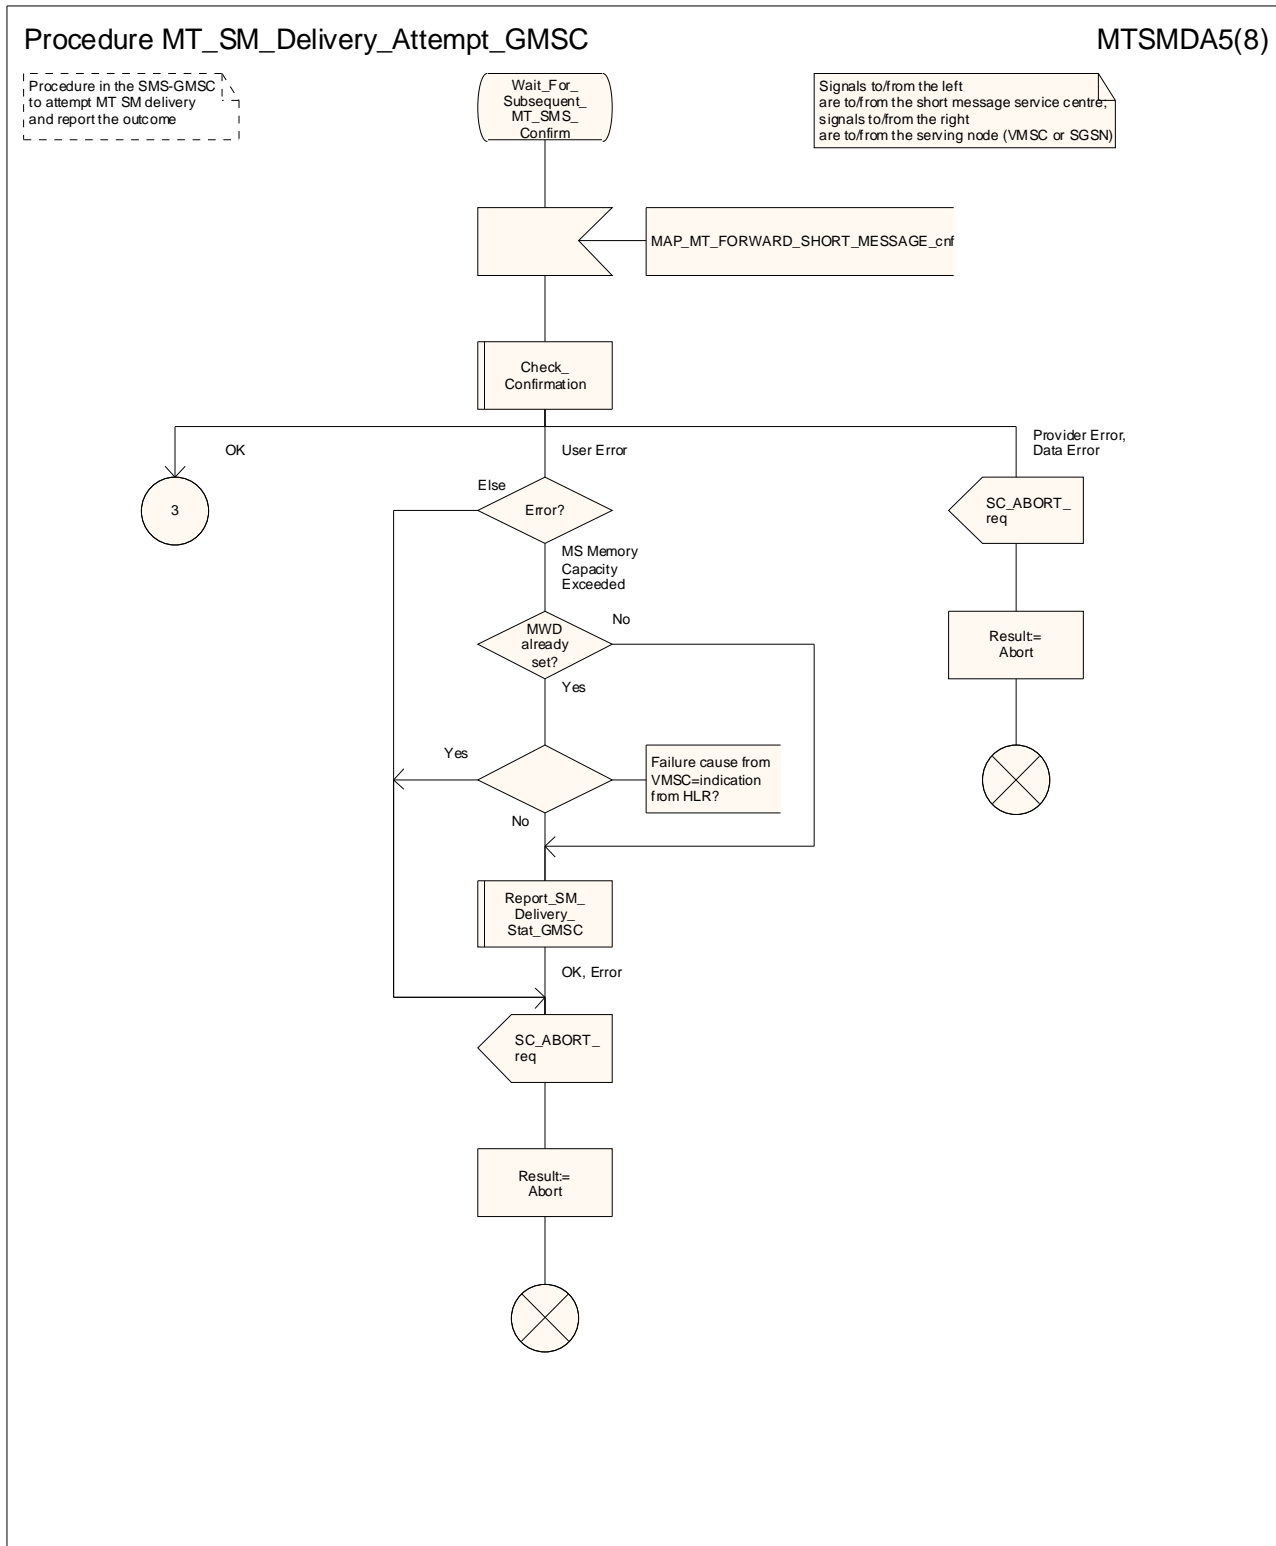 Procedure MT_SM_Delivery_Attempt_GMSC
MTSMDA5(8)
Procedure in the SMS-GMSC
to attempt MT SM delivery
and report the outcome
Wait_For_
Subsequent_
MT_SMS_
Confirm
Signals to/from the left
are to/from the short message service centre,
signals to/from the right
are to/from the serving node (VMSC or SGSN)
MAP_MT_FORWARD_SHORT_MESSAGE_cnf
Check_
Confirmation
OK
User Error
Provider Error,
Data Error
3
Else
Error?
SC_ABORT_
req
MS Memory
Capacity
Exceeded
No
MWD
already
set?
Result:=
Abort
Yes
Yes
Failure cause from
VMSC=indication
from HLR?
No
Report_SM_
Delivery_
Stat_GMSC
OK, Error
SC_ABORT_
req
Result:=
Abort